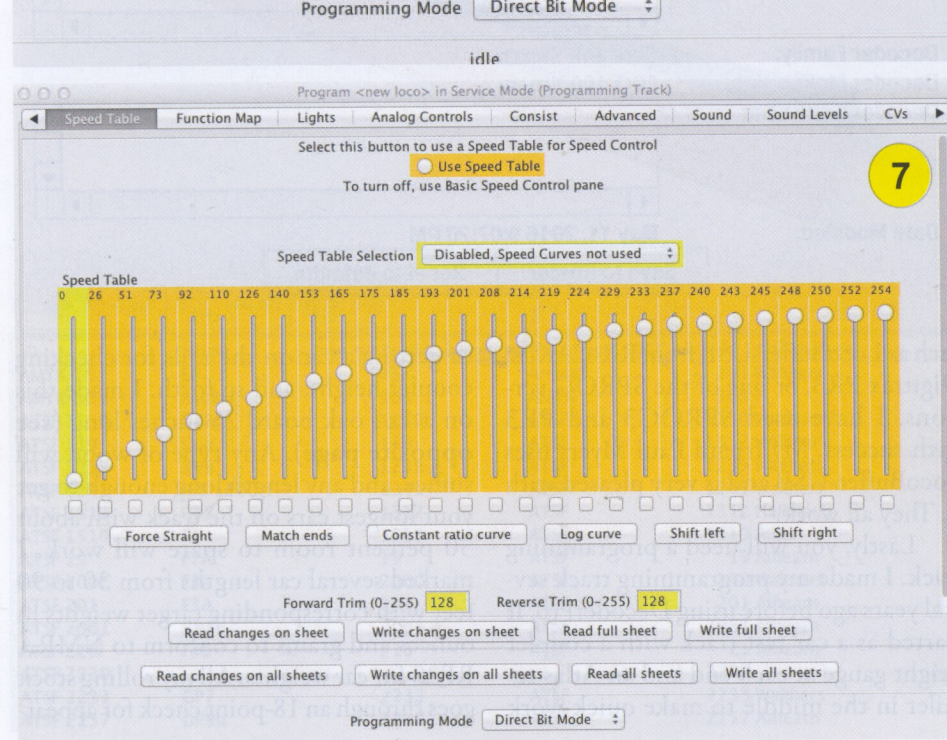 Programming Mode Direct Bit Mode
idle
Program <new loco> in Service Mode (Programming Track)
Speed Table Function Map Lights Analog Controls Consist Advanced Sound Sound Levels CVs
Select this button to use a Speed Table for Speed Control
Use Speed Table
To turn off, use Basic Speed Control pane
7
Speed Table Selection Disabled, Speed Curves not used
Speed Table
0 26 51 73 92 110 126 140 153 165 175 185 193 201 208 214 219 224 229 233 237 240 243 245 248 250 252 254
Force Straight Match ends Constant ratio curve Log curve Shift left Shift right
Forward Trim (0-255) 128 Reverse Trim (0-255) 128
Read changes on sheet Write changes on sheet Read full sheet Write full sheet
Read changes on all sheets Write changes on all sheets Read all sheets Write all sheets
Programming Mode Direct Bit Mode